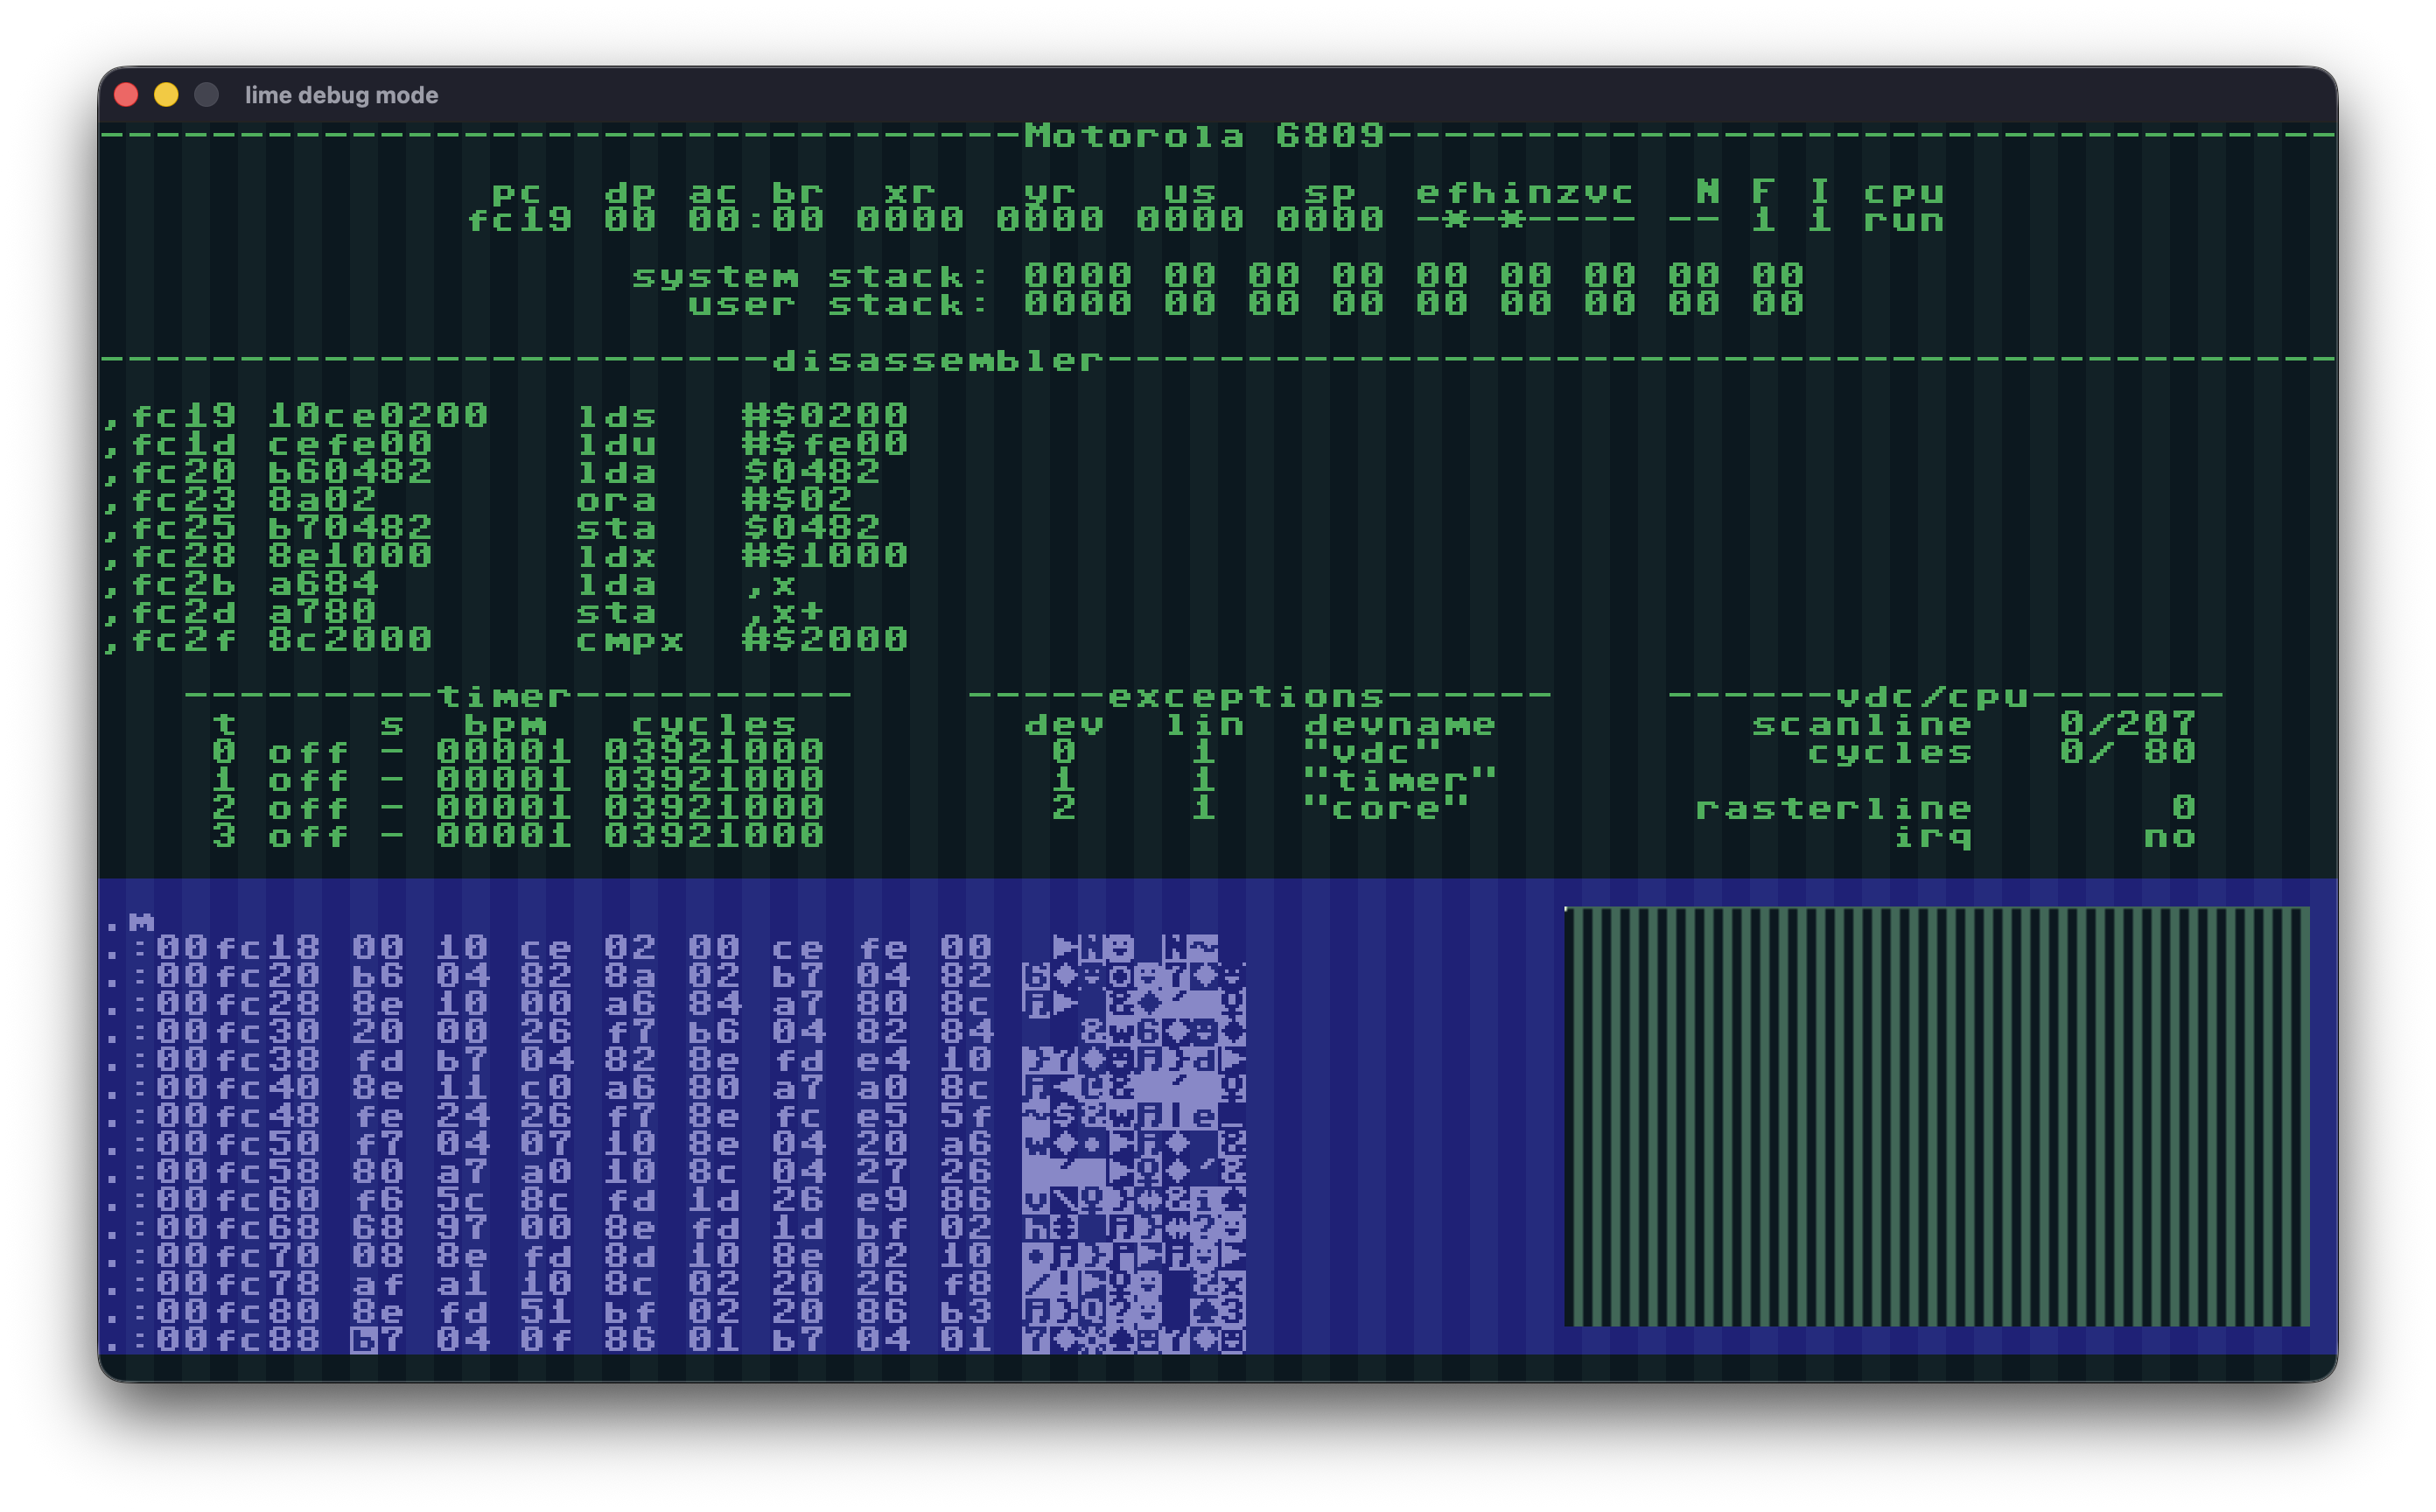 lime debug mode
---------------------------------Motorola 6809----------------------------------
pc dp ac br xr yr us sp efhinzvc N F I cpu
fc19 00 00:00 0000 0000 0000 0000 -*-*---- -- 1 1 run
system stack: 0000 00 00 00 00 00 00 00 00
user stack: 0000 00 00 00 00 00 00 00 00
------------------------disassembler--------------------------------------------
,fc19 10ce0200 lds #$0200
,fc1d cefe00 ldu #$fe00
,fc20 b60482 lda $0482
,fc23 8a02 ora #$02
,fc25 b70482 sta $0482
,fc28 8e1000 ldx #$1000
,fc2b a684 lda ,x
,fc2d a780 sta ,x+
,fc2f 8c2000 cmpx #$2000
---------timer---------- -----exceptions------ ------vdc/cpu-------
t s bpm cycles dev lin devname scanline 0/207
0 off - 00001 03921000 0 1 "vdc" cycles 0/ 80
1 off - 00001 03921000 1 1 "timer"
2 off - 00001 03921000 2 1 "core" rasterline 0
3 off - 00001 03921000 irq no
.m
.:00fc18 00 10 ce 02 00 ce fe 00
.:00fc20 b6 04 82 8a 02 b7 04 82
.:00fc28 8e 10 00 a6 84 a7 80 8c
.:00fc30 20 00 26 f7 b6 04 82 84
.:00fc38 fd b7 04 82 8e fd e4 10
.:00fc40 8e 11 c0 a6 80 a7 a0 8c
.:00fc48 fe 24 26 f7 8e fc e5 5f
.:00fc50 f7 04 07 10 8e 04 20 a6
.:00fc58 80 a7 a0 10 8c 04 27 26
.:00fc60 f6 5c 8c fd 1d 26 e9 86
.:00fc68 68 97 00 8e fd 1d bf 02
.:00fc70 08 8e fd 8d 10 8e 02 10
.:00fc78 af a1 10 8c 02 20 26 f8
.:00fc80 8e fd 51 bf 02 20 86 b3
.:00fc88 b7 04 0f 86 01 b7 04 01